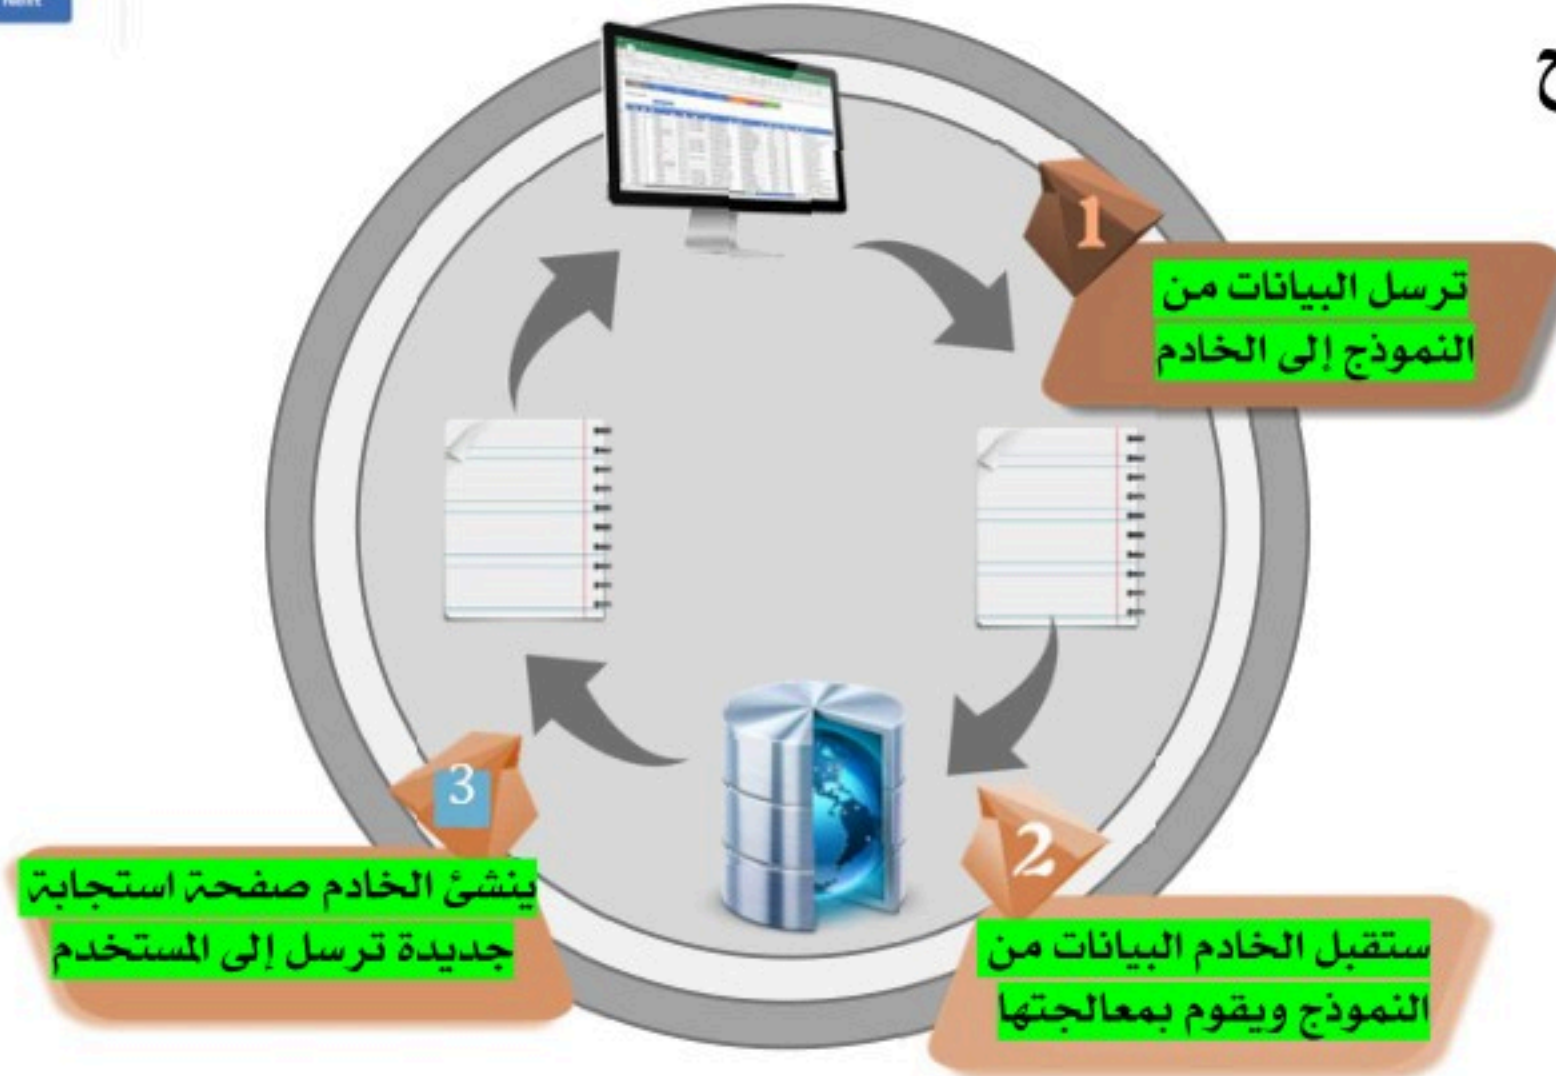 Next
1
ترسل البيانات من
النموذج إلى الخادم
2
ستقبل الخادم البيانات من
النموذج ويقوم بمعالجتها
3
ينشئ الخادم صفحة استجابة
جديدة ترسل إلى المستخدم